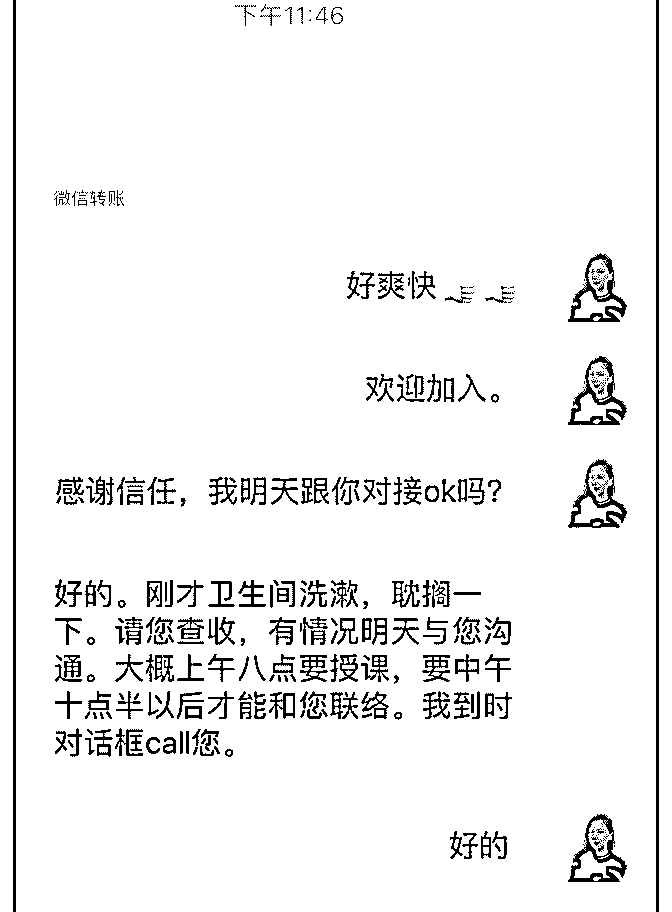 下午11:46
微信转账
好爽快
欢迎加入。
感谢信任，我明天跟你对接ok吗？
好的。刚才卫生间洗漱，耽搁一
下。请您查收，有情况明天与您沟
通。大概上午八点要授课，要中午
十点半以后才能和您联络。我到时
对话框call您。
好的